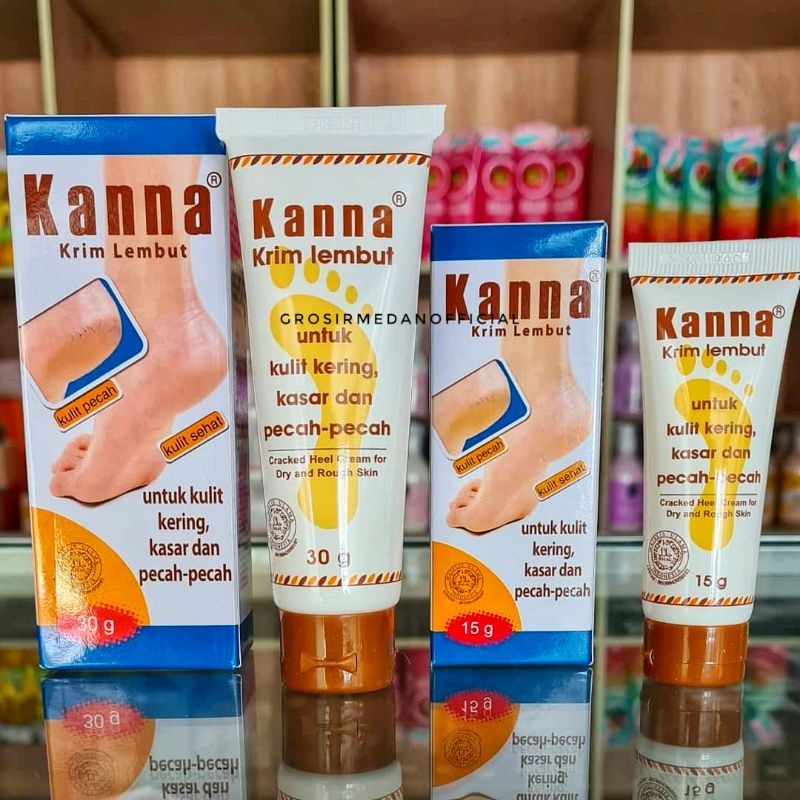 Kanna®
Krim Lembut
kulit pecah
kulit sehat
untuk kulit
kering,
kasar dan
pecah-pecah
30 g
Kanna®
Krim lembut
untuk
kulit kering,
kasar dan
pecah-pecah
Cracked Heel Cream for
Dry and Rough Skin
30 g
GROSIRMEDANOFFICIAL
Kanna®
Krim Lembut
kulit pecah
kulit sehat
untuk kulit
kering,
kasar dan
pecah-pecah
15 g
Kanna®
Krim lembut
untuk
kulit kering,
kasar dan
pecah-pecah
Cracked Heel Cream for
Dry and Rough Skin
15 g